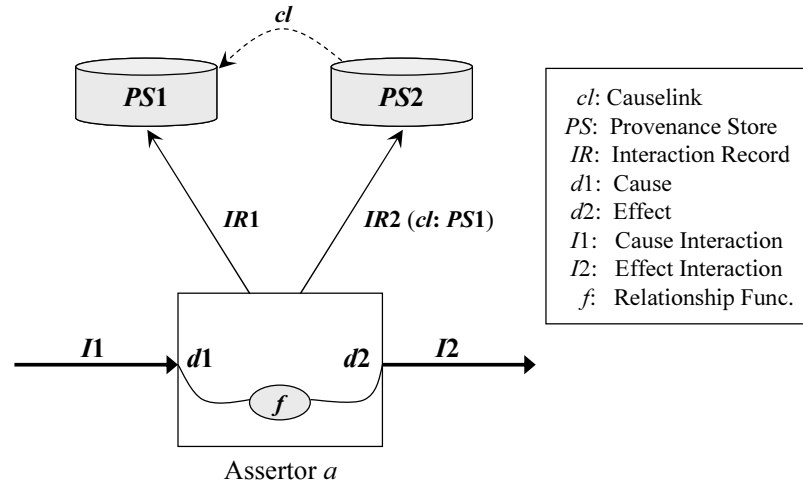 cl
PS1
PS2
IR1
IR2 (cl: PS1)
I1
d1
d2
I2
f
Assertor a
cl: Causelink
PS: Provenance Store
IR: Interaction Record
d1: Cause
d2: Effect
I1: Cause Interaction
I2: Effect Interaction
f: Relationship Func.